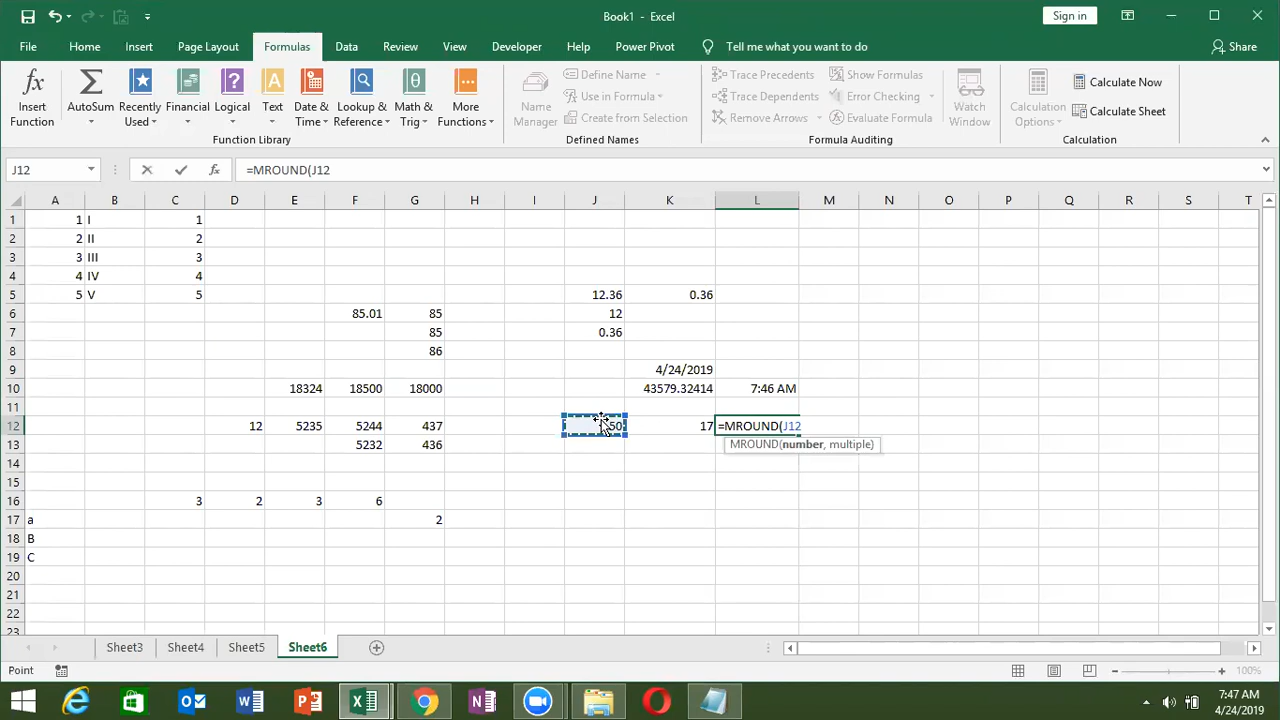 Book1 - Excel
Sign in
File Home Insert Page Layout Formulas Data Review View Developer Help Power Pivot Tell me what you want to do Share
Insert Function
AutoSum
Recently Used
Financial
Logical
Text
Date & Time
Lookup & Reference
Math & Trig
More Functions
Function Library
Name Manager
Define Name
Use in Formula
Create from Selection
Defined Names
Trace Precedents
Trace Dependents
Remove Arrows
Show Formulas
Error Checking
Evaluate Formula
Formula Auditing
Watch Window
Calculation Options
Calculate Now
Calculate Sheet
Calculation
J12 fx =MROUND(J12
A B C D E F G H I J K L M N O P Q R S T
1 1 I 1
2 2 II 2
3 3 III 3
4 4 IV 4
5 5 V 5 12.36 0.36
6 85.01 85 12
7 85 0.36
8 86
9 4/24/2019
10 18324 18500 18000 43579.32414 7:46 AM
11
12 12 5235 5244 437 50 17 =MROUND(J12
MROUND(number, multiple)
13 5232 436
14
15
16 3 2 3 6
17 a 2
18 B
19 C
20
21
22
23
Sheet3 Sheet4 Sheet5 Sheet6
Point 100%
7:47 AM
4/24/2019